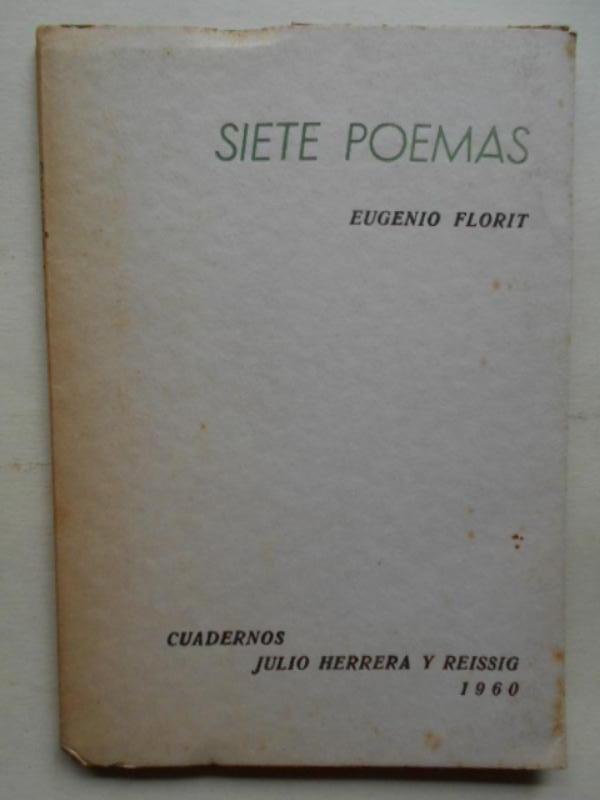 SIETE POEMAS
EUGENIO FLORIT
CUADERNOS
JULIO HERRERA Y REISSIG
1960